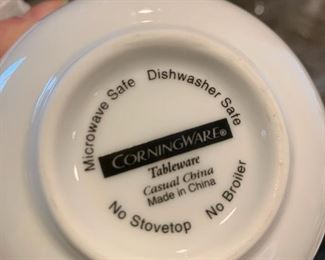 Microwave Safe Dishwasher Safe
CORNINGWARE®
Tableware
Casual China
Made in China
No Stovetop No Broiler